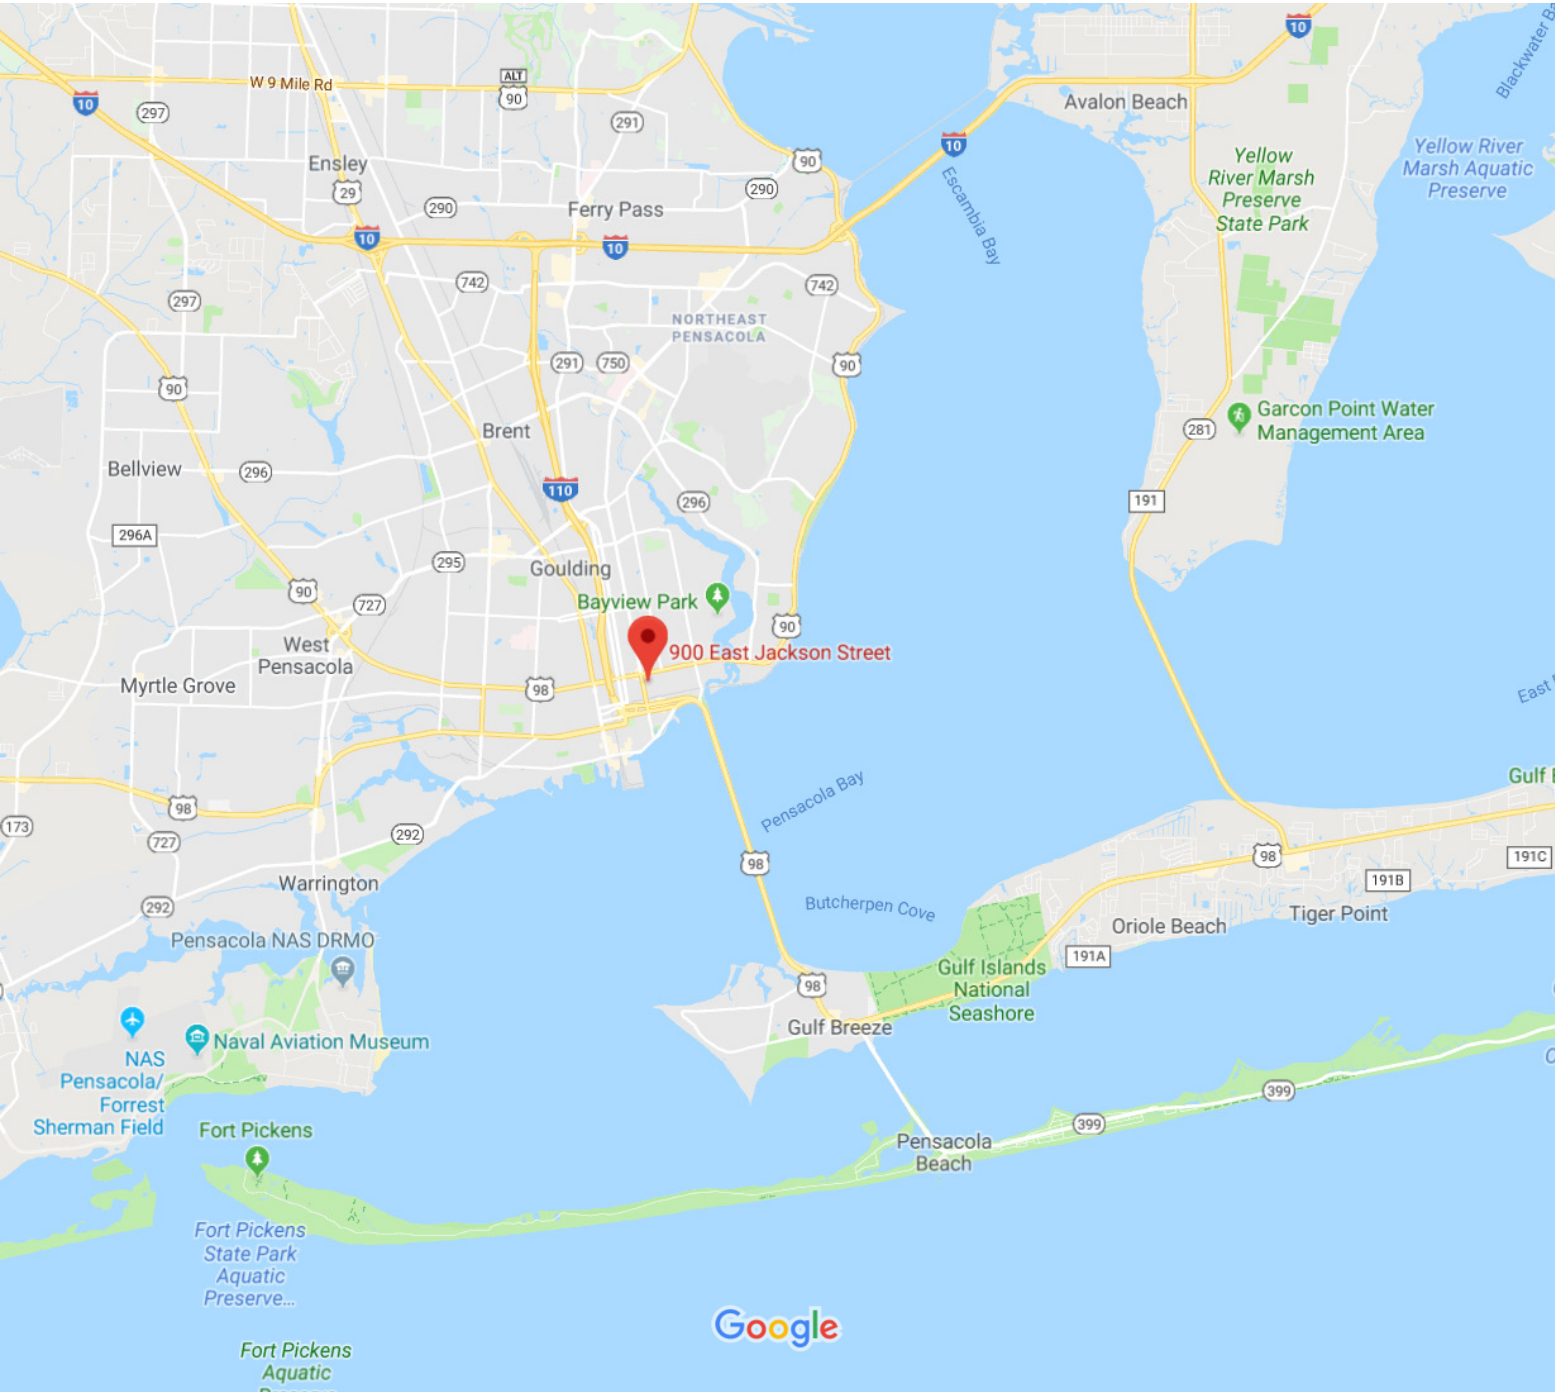 10
W 9 Mile Rd
ALT
90
10
297
291
Avalon Beach
Blackwater
10
90
Ensley
29
290
290
Ferry Pass
Escambia Bay
Yellow
River Marsh
Preserve
State Park
Yellow River
Marsh Aquatic
Preserve
10
10
742
742
297
NORTHEAST
PENSACOLA
291
750
90
90
Brent
Garcon Point Water
Management Area
281
Bellview
296
110
296
191
296A
295
Goulding
90
727
Bayview Park
90
West
Pensacola
900 East Jackson Street
Myrtle Grove
98
East
Gulf
Pensacola Bay
98
173
727
292
98
98
191C
191B
Warrington
292
Butcherpen Cove
Tiger Point
Oriole Beach
Pensacola NAS DRMO
191A
Gulf Islands
National
Seashore
98
Gulf Breeze
Naval Aviation Museum
NAS
Pensacola/
Forrest
Sherman Field
399
399
Fort Pickens
Pensacola
Beach
Fort Pickens
State Park
Aquatic
Preserve...
Google
Fort Pickens
Aquatic